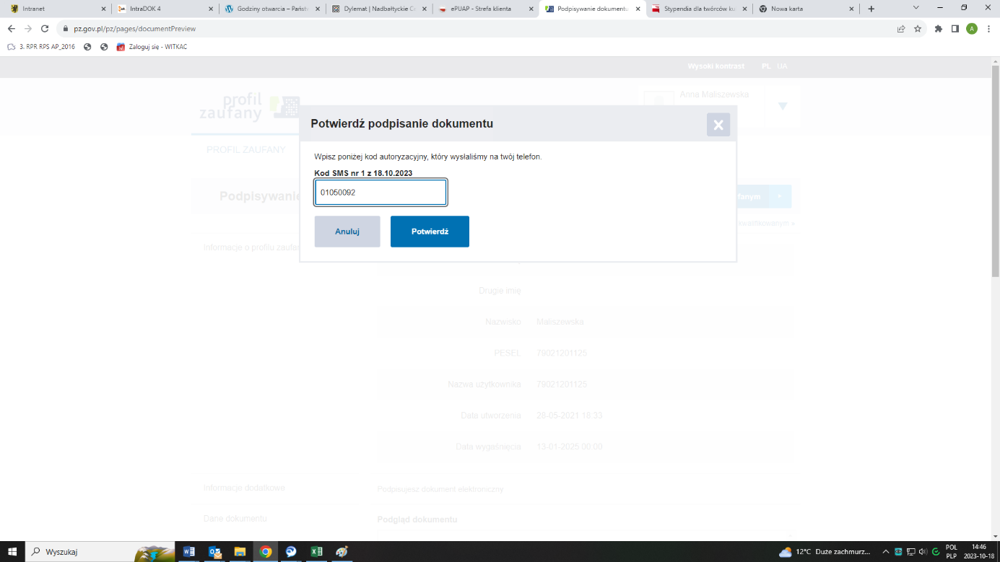 Intranet
IntraDOK 4
Godziny otwarcia – Państw
Dylemat | Nadbałtyckie Ce
ePUAP - Strefa klienta
Podpisywanie dokumentu
Stypendia dla twórców ku
Nowa karta
pz.gov.pl/pz/pages/documentPreview
A
3. RPR RPS AP_2016
Zaloguj się - WITKAC
Wysoki kontrast PL UA
profil
zaufany
Anna Maliszewska
Potwierdź podpisanie dokumentu
PROFIL ZAUFANY
Wpisz poniżej kod autoryzacyjny, który wysłaliśmy na twój telefon.
Kod SMS nr 1 z 18.10.2023
01050092
Podpisywanie
fanym
kwalifikowanym »
Anuluj
Potwierdź
Informacje o profilu zaufan
Drugie imię
Nazwisko Maliszewska
PESEL 79021201125
Nazwa użytkownika 79021201125
Data utworzenia 28-05-2021 18:33
Data wygaśnięcia 13-01-2025 00:00
Informacje dodatkowe
Podpisujesz dokument elektroniczny
Dane dokumentu
Podgląd dokumentu
Wyszukaj
12°C Duże zachmurz...
POL
PLP
14:46
2023-10-18